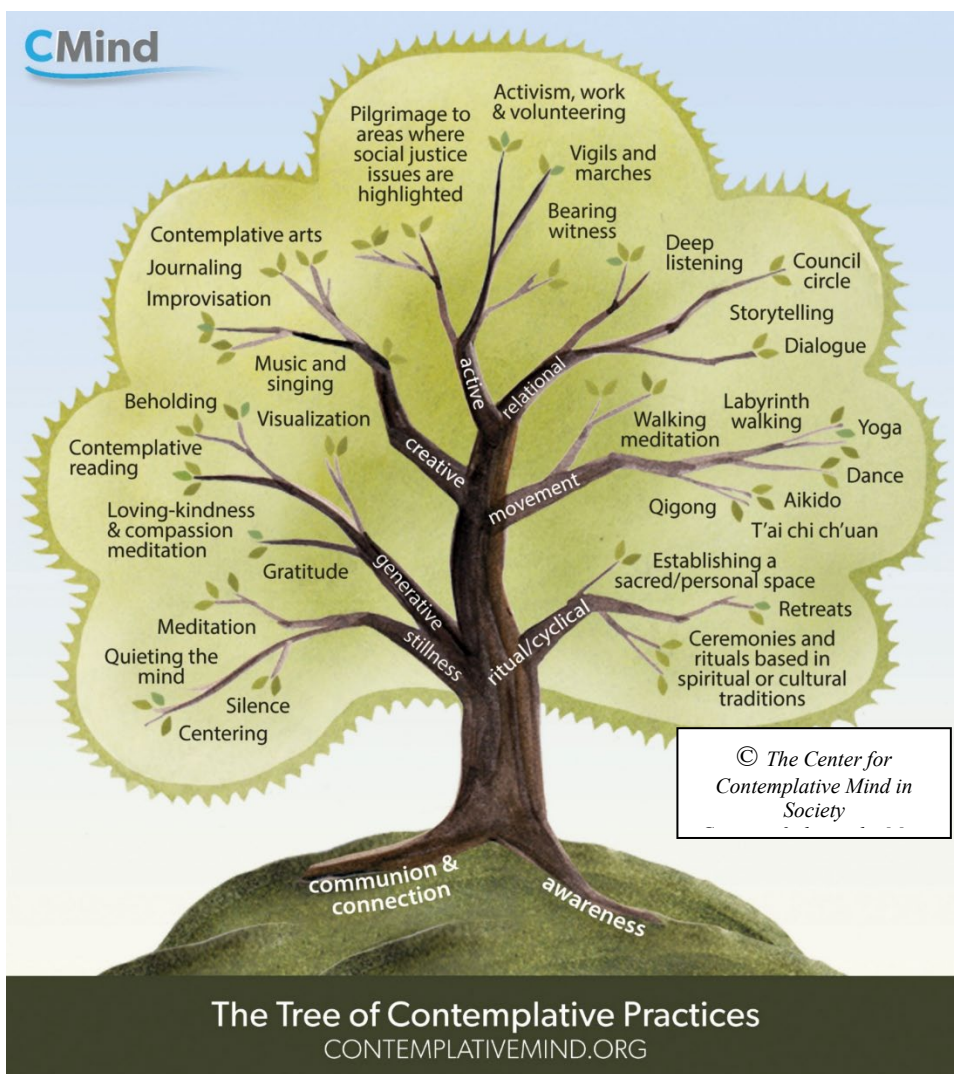 CMind
Activism, work
& volunteering
Pilgrimage to
areas where
social justice
issues are
highlighted
Vigils and
marches
Bearing
witness
Deep
listening
Council
circle
Storytelling
Dialogue
Contemplative arts
Journaling
Improvisation
Music and
singing
active
relational
creative
movement
Walking
meditation
Labyrinth
walking
Yoga
Dance
Aikido
Qigong
T'ai chi ch'uan
Beholding
Visualization
Contemplative
reading
Loving-kindness
& compassion
meditation
Gratitude
generative
Meditation
Quieting the
mind
Silence
Centering
stillness
ritual/cyclical
Establishing a
sacred/personal space
Retreats
Ceremonies and
rituals based in
spiritual or cultural
traditions
© The Center for
Contemplative Mind in
Society
communion &
connection
awareness
The Tree of Contemplative Practices
CONTEMPLATIVEMIND.ORG